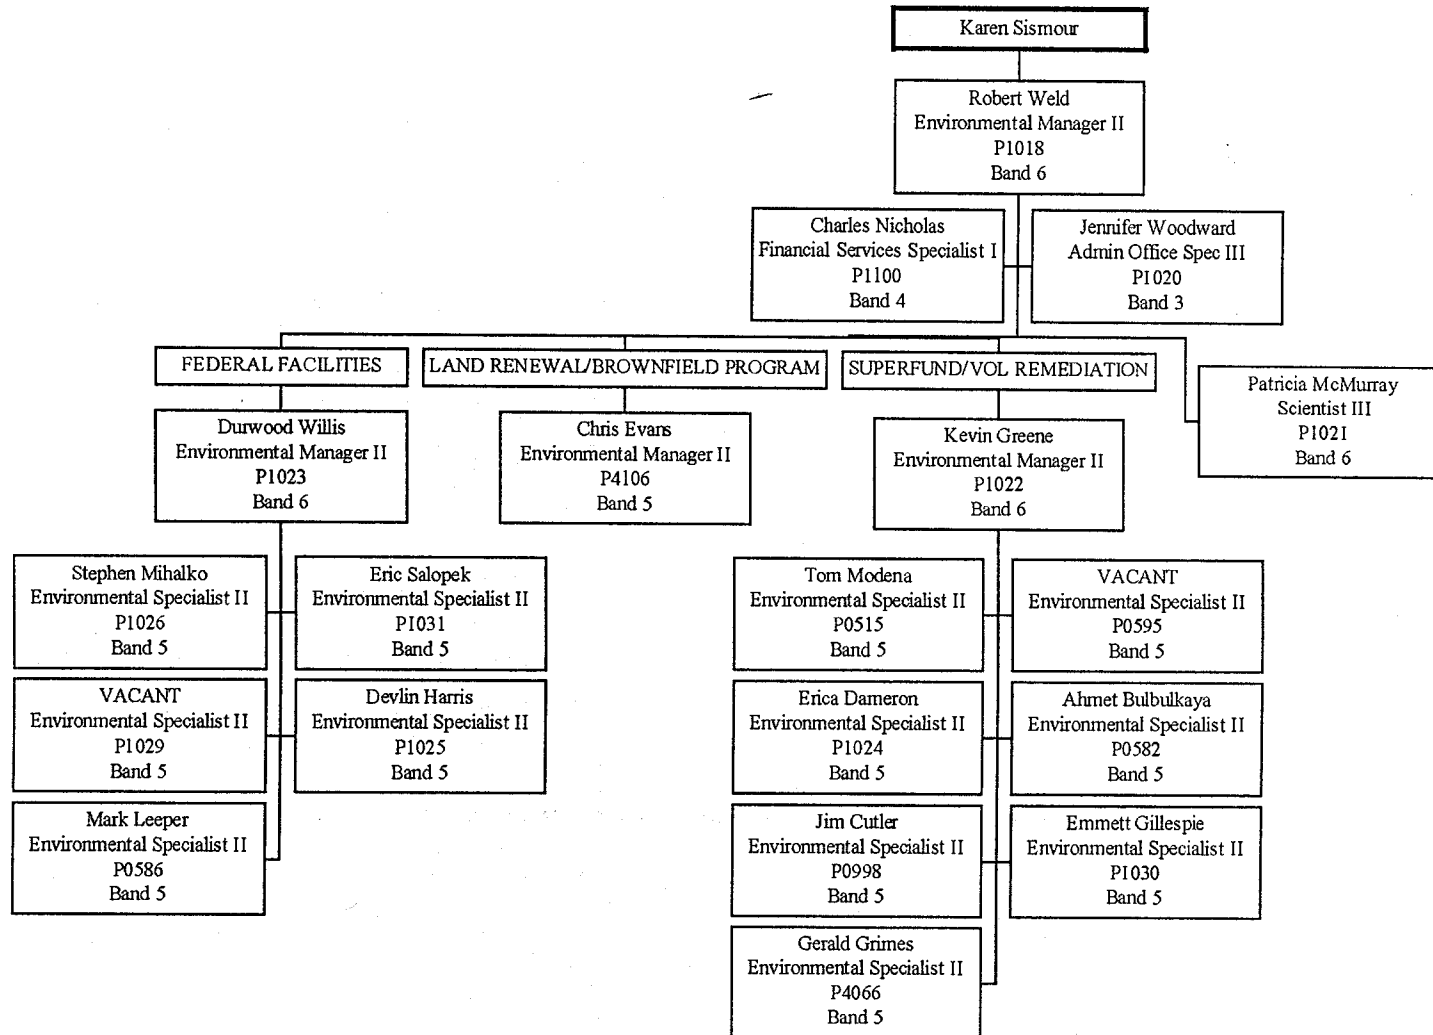 Karen Sismour
Robert Weld
Environmental Manager II
P1018
Band 6
Charles Nicholas
Financial Services Specialist I
P1100
Band 4
Jennifer Woodward
Admin Office Spec III
P1020
Band 3
FEDERAL FACILITIES
LAND RENEWAL/BROWNFIELD PROGRAM
SUPERFUND/VOL REMEDIATION
Patricia McMurray
Scientist III
P1021
Band 6
Durwood Willis
Environmental Manager II
P1023
Band 6
Chris Evans
Environmental Manager II
P4106
Band 5
Kevin Greene
Environmental Manager II
P1022
Band 6
Stephen Mihalko
Environmental Specialist II
P1026
Band 5
Eric Salopek
Environmental Specialist II
P1031
Band 5
VACANT
Environmental Specialist II
P1029
Band 5
Devlin Harris
Environmental Specialist II
P1025
Band 5
Mark Leeper
Environmental Specialist II
P0586
Band 5
Tom Modena
Environmental Specialist II
P0515
Band 5
VACANT
Environmental Specialist II
P0595
Band 5
Erica Dameron
Environmental Specialist II
P1024
Band 5
Ahmet Bulbulkaya
Environmental Specialist II
P0582
Band 5
Jim Cutler
Environmental Specialist II
P0998
Band 5
Emmett Gillespie
Environmental Specialist II
P1030
Band 5
Gerald Grimes
Environmental Specialist II
P4066
Band 5